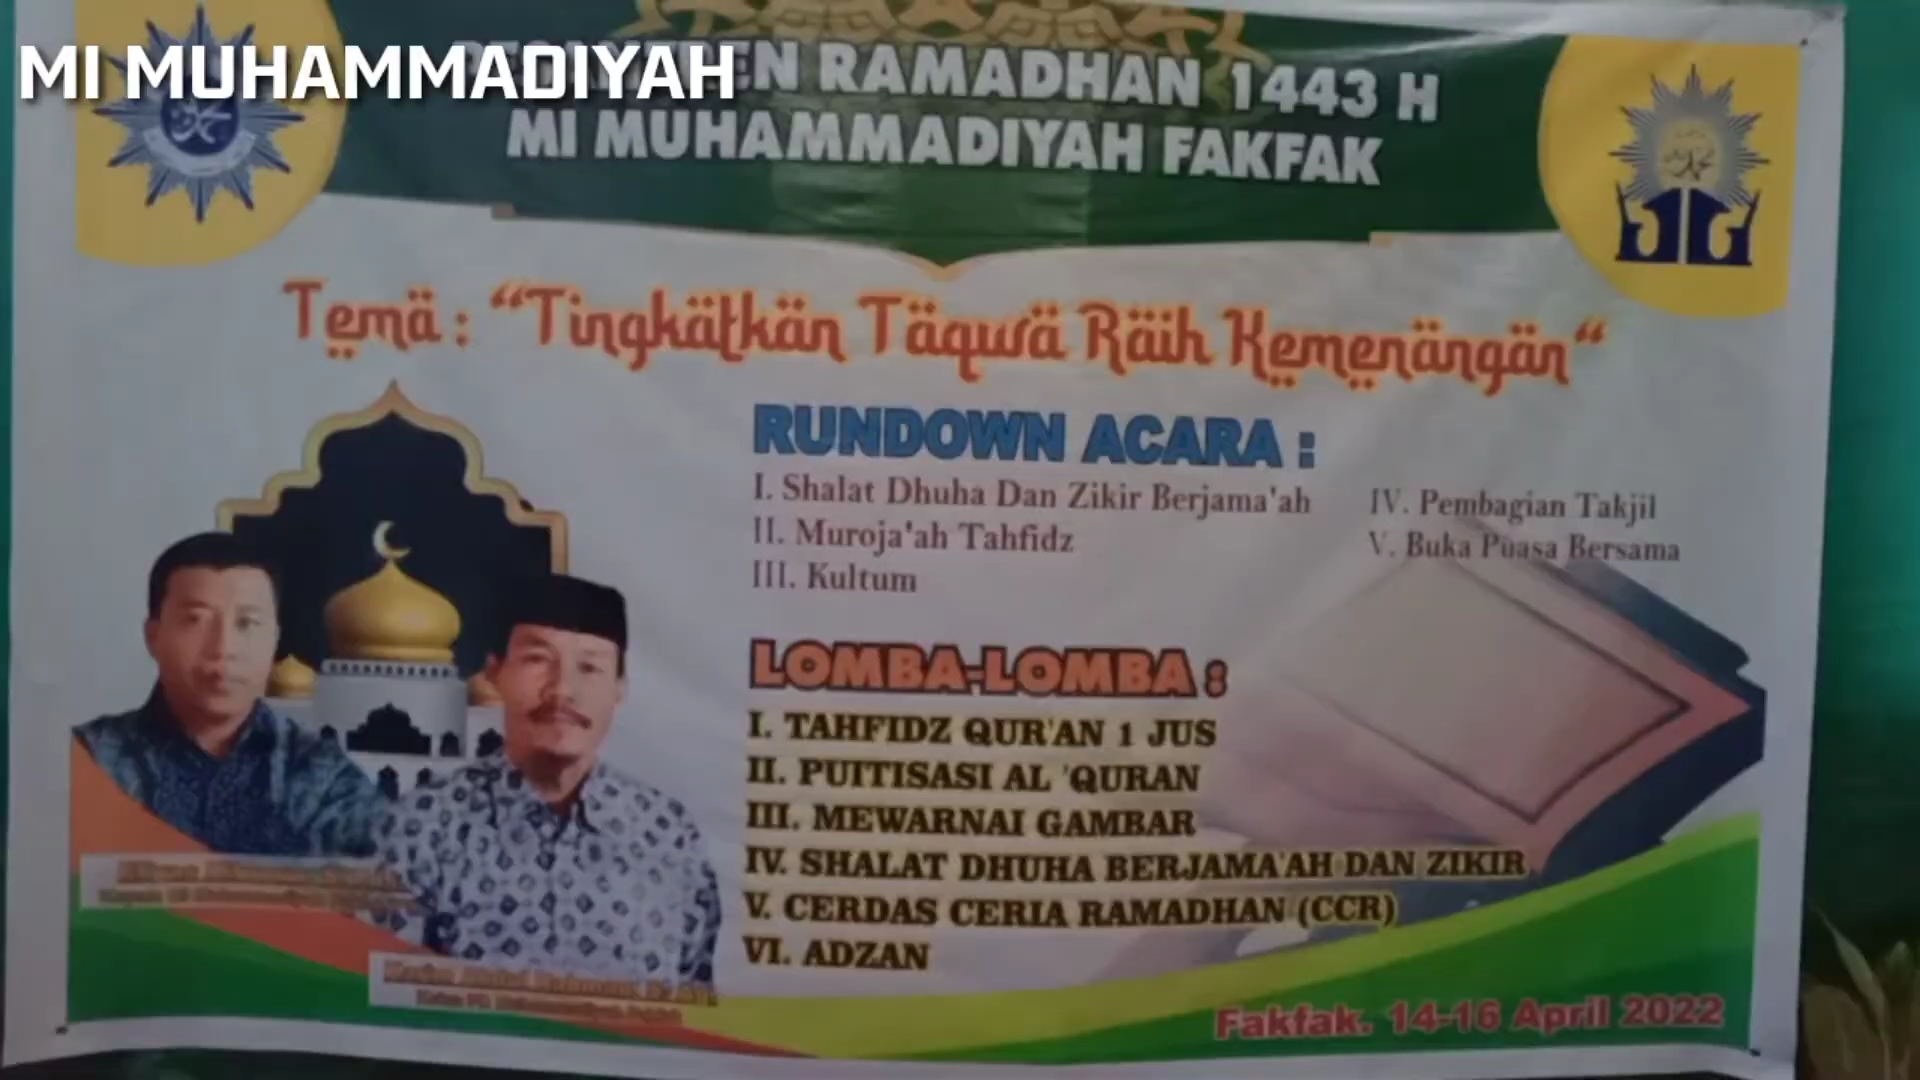 MI MUHAMMADIYAH
RAMADHAN 1443 H
MI MUHAMMADIYAH FAKFAK
Tema : "Tingkatkan Taqwa Raih Kemenangan"
RUNDOWN ACARA :
I. Shalat Dhuha Dan Zikir Berjama'ah
II. Muroja'ah Tahfidz
III. Kultum
IV. Pembagian Takjil
V. Buka Puasa Bersama
LOMBA-LOMBA :
I. TAHFIDZ QUR'AN 1 JUS
II. PUITISASI AL 'QURAN
III. MEWARNAI GAMBAR
IV. SHALAT DHUHA BERJAMA'AH DAN ZIKIR
V. CERDAS CERIA RAMADHAN (CCR)
VI. ADZAN
Fakfak. 14-16 April 2022